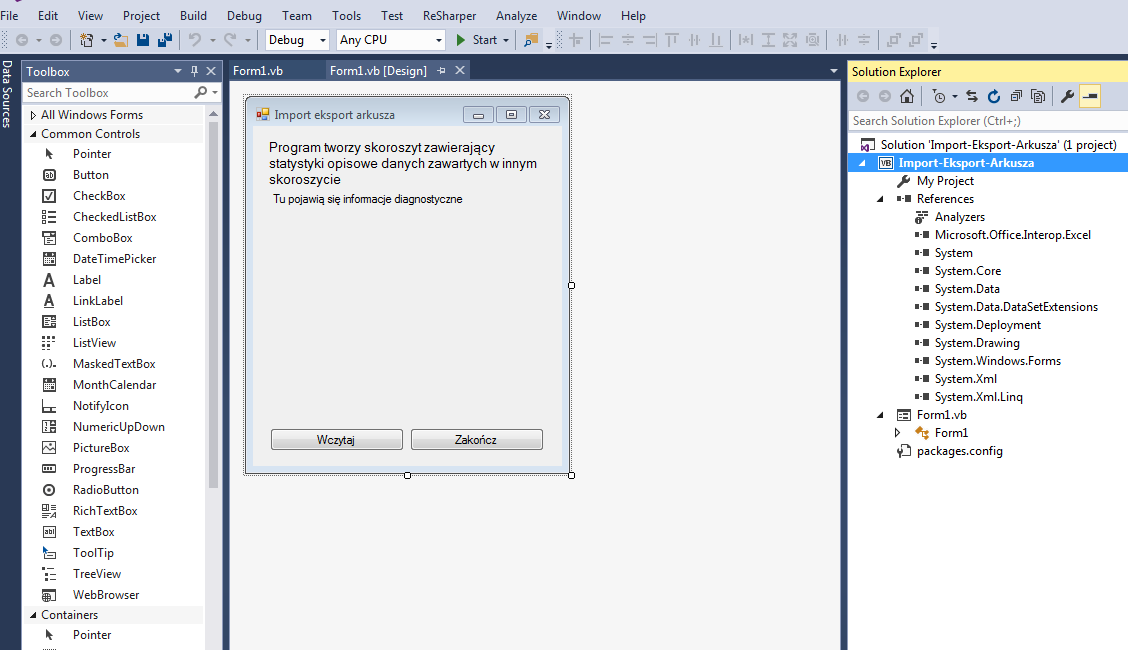 File Edit View Project Build Debug Team Tools Test ReSharper Analyze Window Help
Debug Any CPU Start
Data Sources
Toolbox
Search Toolbox
All Windows Forms
Common Controls
Pointer
Button
CheckBox
CheckedListBox
ComboBox
DateTimePicker
Label
LinkLabel
ListBox
ListView
MaskedTextBox
MonthCalendar
NotifyIcon
NumericUpDown
PictureBox
ProgressBar
RadioButton
RichTextBox
TextBox
ToolTip
TreeView
WebBrowser
Containers
Pointer
Form1.vb Form1.vb [Design]
Import eksport arkusza
Program tworzy skoroszyt zawierający
statystyki opisowe danych zawartych w innym
skoroszycie
Tu pojawią się informacje diagnostyczne
Wczytaj Zakończ
Solution Explorer
Search Solution Explorer (Ctrl+;)
Solution 'Import-Eksport-Arkusza' (1 project)
VB Import-Eksport-Arkusza
My Project
References
Analyzers
Microsoft.Office.Interop.Excel
System
System.Core
System.Data
System.Data.DataSetExtensions
System.Deployment
System.Drawing
System.Windows.Forms
System.Xml
System.Xml.Linq
Form1.vb
Form1
packages.config